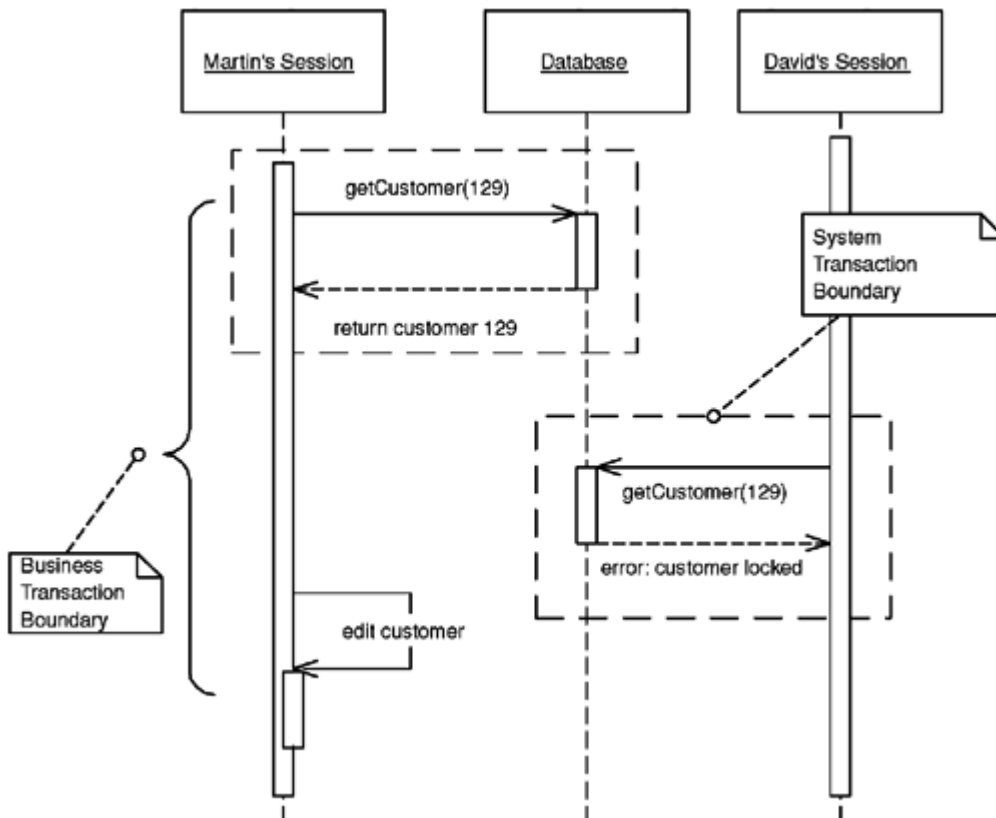 Martin's Session
Database
David's Session
getCustomer(129)
return customer 129
System
Transaction
Boundary
getCustomer(129)
error: customer locked
Business
Transaction
Boundary
edit customer